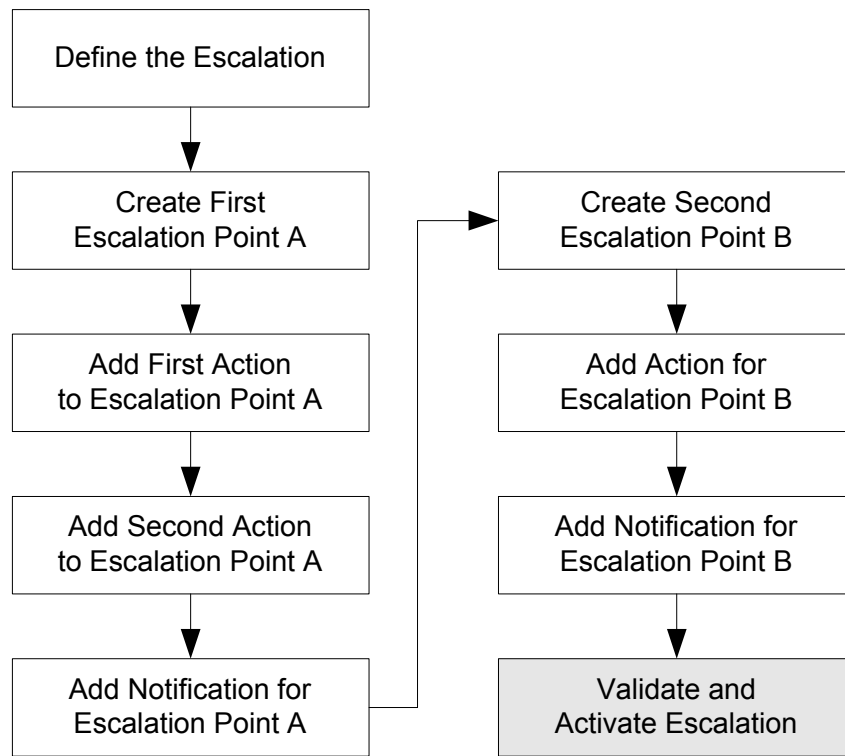 Define the Escalation
Create First
Escalation Point A
Add First Action
to Escalation Point A
Add Second Action
to Escalation Point A
Add Notification for
Escalation Point A
Create Second
Escalation Point B
Add Action for
Escalation Point B
Add Notification for
Escalation Point B
Validate and
Activate Escalation